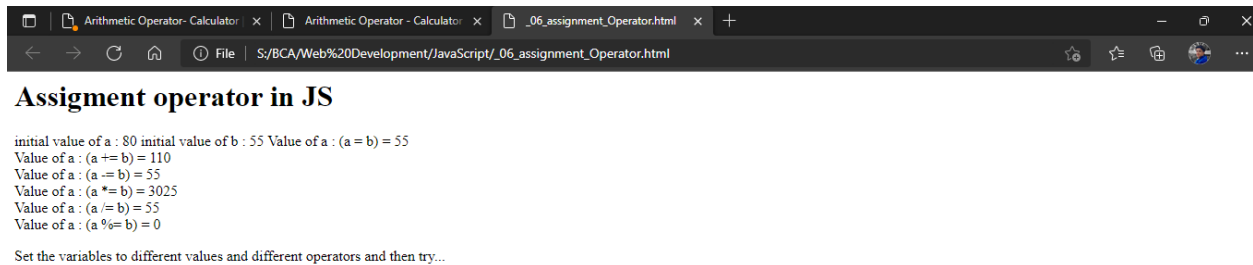 Arithmetic Operator- Calculator
Arithmetic Operator - Calculator
_06_assignment_Operator.html
File
S:/BCA/Web%20Development/JavaScript/_06_assignment_Operator.html
Assigment operator in JS
initial value of a : 80 initial value of b : 55 Value of a : (a = b) = 55
Value of a : (a += b) = 110
Value of a : (a -= b) = 55
Value of a : (a *= b) = 3025
Value of a : (a /= b) = 55
Value of a : (a %= b) = 0
Set the variables to different values and different operators and then try...